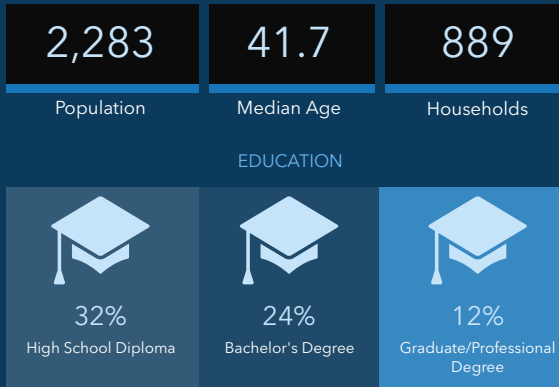 2,283 41.7 889
Population Median Age Households
EDUCATION
32% 24% 12%
High School Diploma Bachelor's Degree Graduate/Professional
Degree